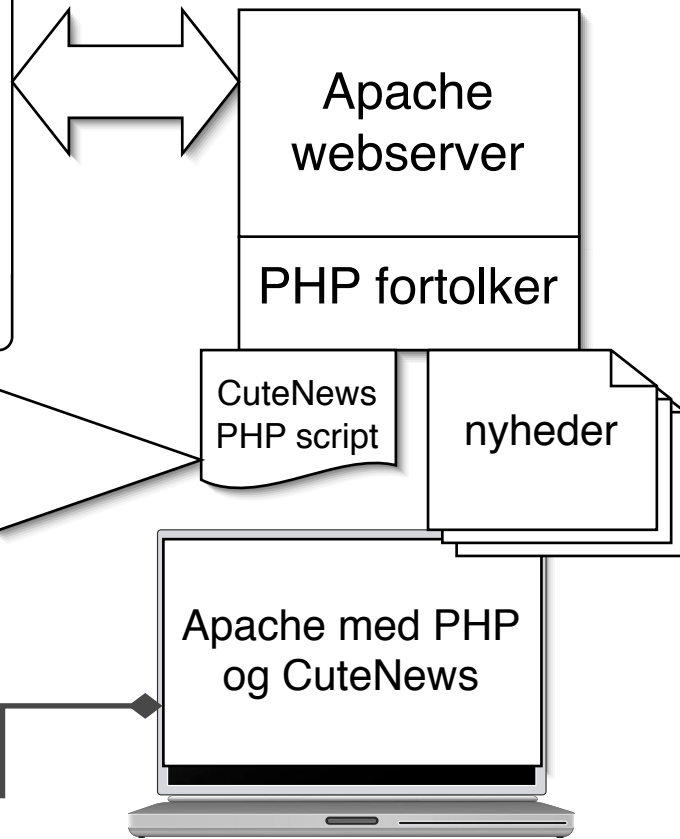 Apache
webserver
PHP fortolker
CuteNews
PHP script
nyheder
Apache med PHP
og CuteNews